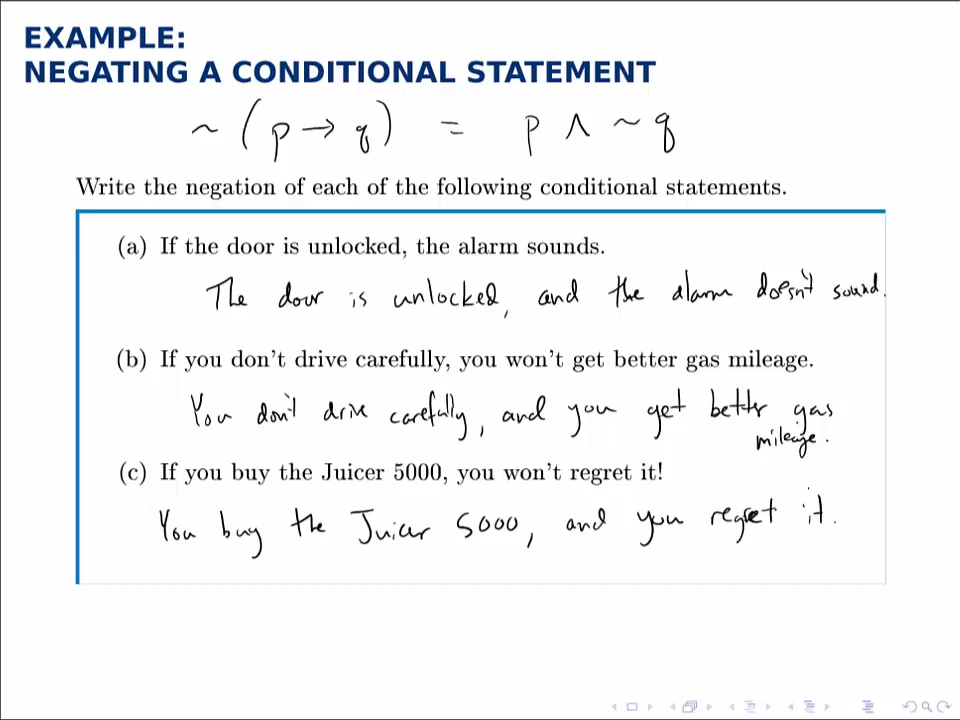 EXAMPLE:
NEGATING A CONDITIONAL STATEMENT
~ (p → q) = p ∧ ~ q
Write the negation of each of the following conditional statements.
(a) If the door is unlocked, the alarm sounds.
The door is unlocked, and the alarm doesn't sound.
(b) If you don't drive carefully, you won't get better gas mileage.
You don't drive carefully, and you get better gas
mileage.
(c) If you buy the Juicer 5000, you won't regret it!
You buy the Juicer 5000, and you regret it.